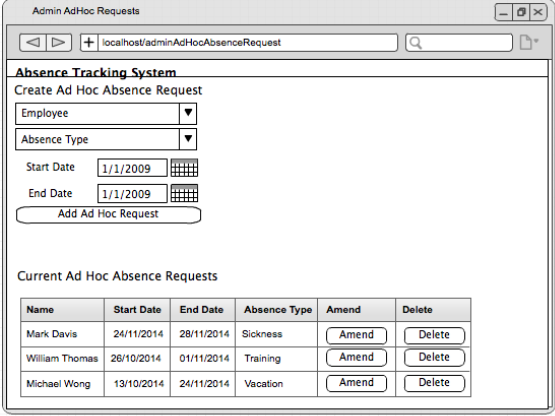 Admin AdHoc Requests
localhost/adminAdHocAbsenceRequest
Absence Tracking System
Create Ad Hoc Absence Request
Employee
Absence Type
Start Date 1/1/2009
End Date 1/1/2009
Add Ad Hoc Request
Current Ad Hoc Absence Requests
Name Start Date End Date Absence Type Amend Delete
Mark Davis 24/11/2014 28/11/2014 Sickness Amend Delete
William Thomas 26/10/2014 01/11/2014 Training Amend Delete
Michael Wong 13/10/2014 24/11/2014 Vacation Amend Delete